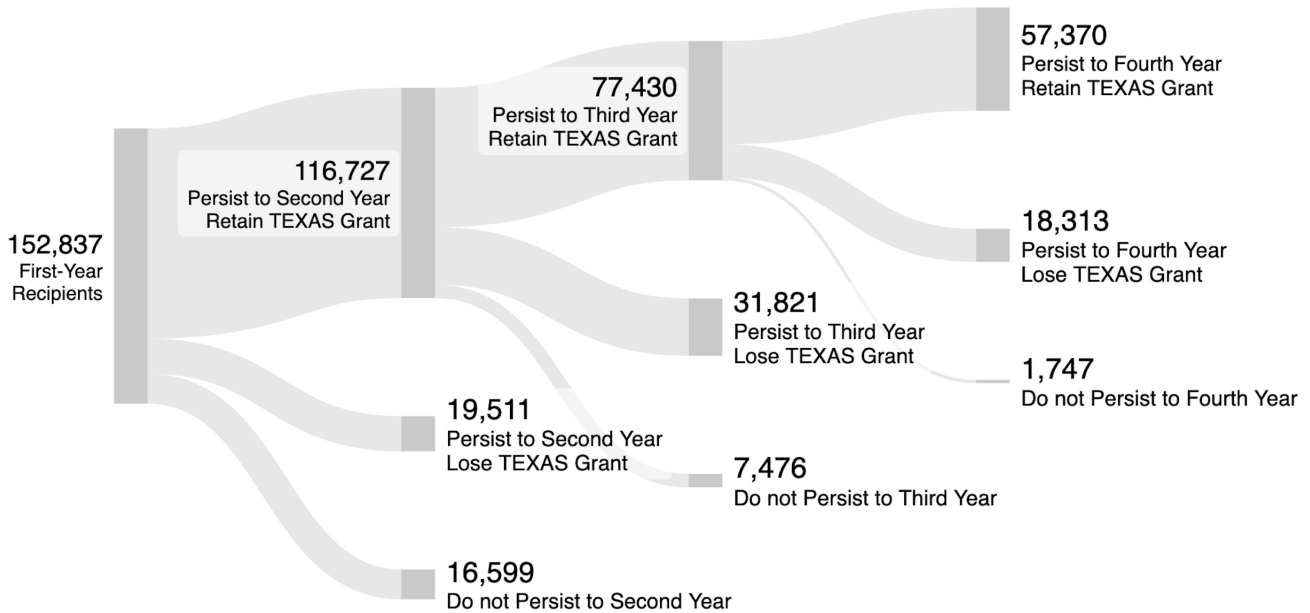 152,837
First-Year
Recipients
116,727
Persist to Second Year
Retain TEXAS Grant
19,511
Persist to Second Year
Lose TEXAS Grant
16,599
Do not Persist to Second Year
77,430
Persist to Third Year
Retain TEXAS Grant
31,821
Persist to Third Year
Lose TEXAS Grant
7,476
Do not Persist to Third Year
57,370
Persist to Fourth Year
Retain TEXAS Grant
18,313
Persist to Fourth Year
Lose TEXAS Grant
1,747
Do not Persist to Fourth Year